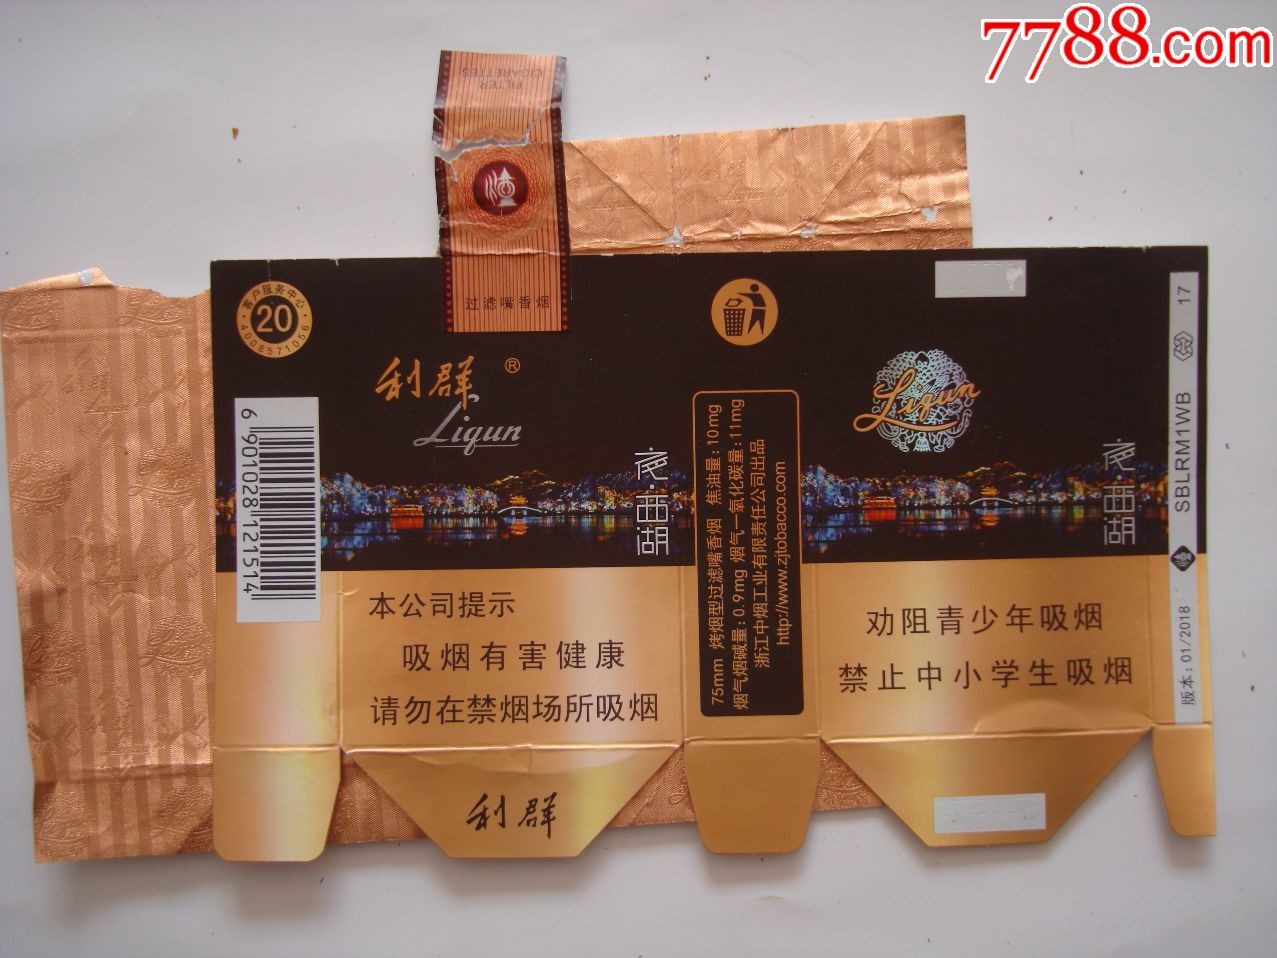 7788.com
FILTER
CIGARETTES
过滤嘴香烟
客户服务中心
20
4008571056
利群®
Liqun
夜·西湖
6 901028 121514
本公司提示
吸烟有害健康
请勿在禁烟场所吸烟
利群
75mm 烤烟型过滤嘴香烟 焦油量:10mg
烟气烟碱量:0.9mg 烟气一氧化碳量:11mg
浙江中烟工业有限责任公司出品
http://www.zjtobacco.com
Liqun
夜·西湖
劝阻青少年吸烟
禁止中小学生吸烟
版本:01/2018
SBLRM1WB
17